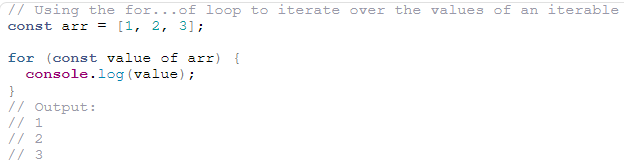 // Using the for...of loop to iterate over the values of an iterable
const arr = [1, 2, 3];
for (const value of arr) {
  console.log(value);
}
// Output:
// 1
// 2
// 3